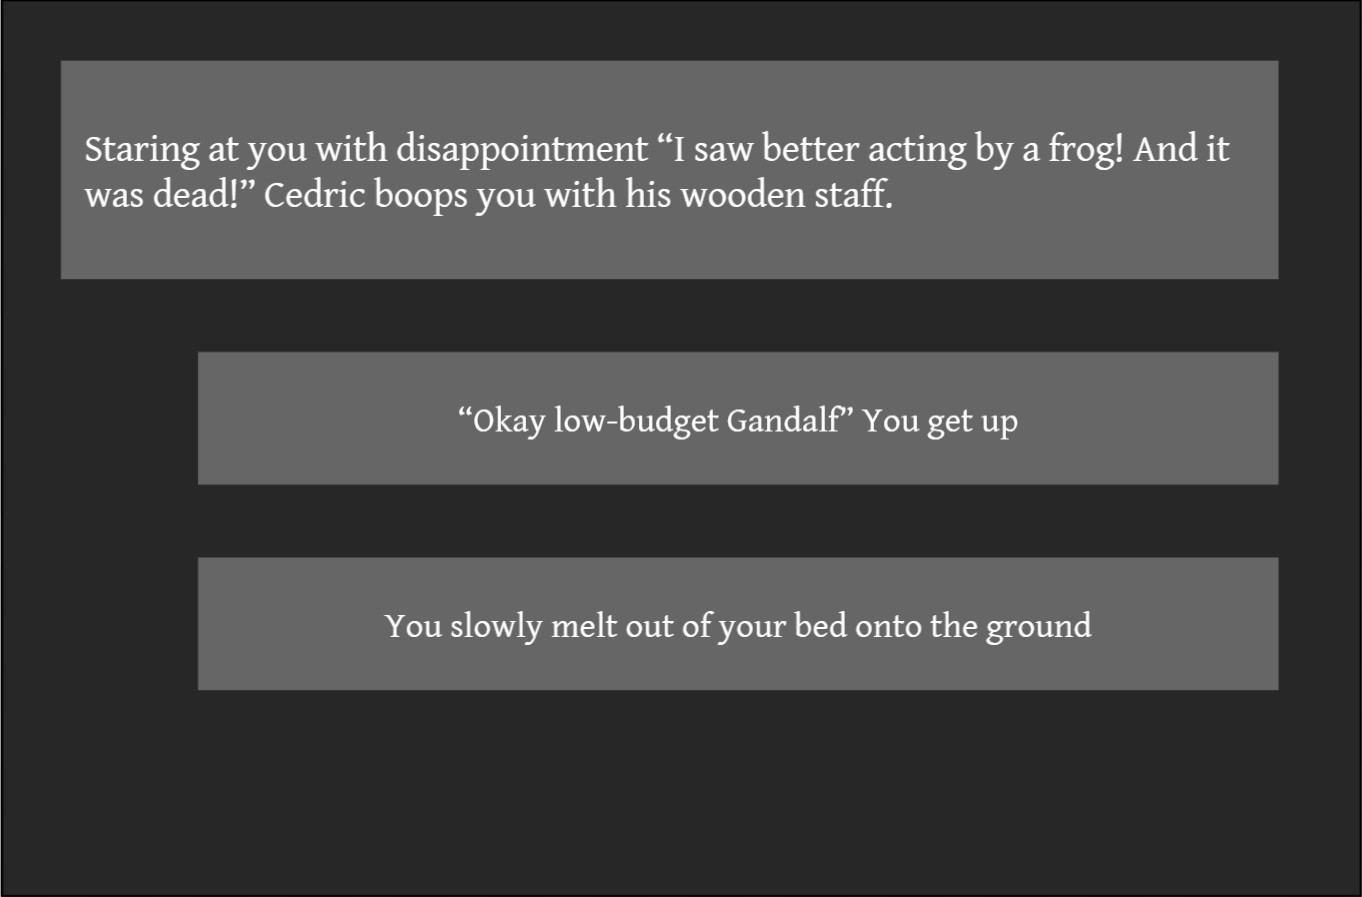 Staring at you with disappointment “I saw better acting by a frog! And it
was dead!” Cedric boops you with his wooden staff.
“Okay low-budget Gandalf” You get up
You slowly melt out of your bed onto the ground